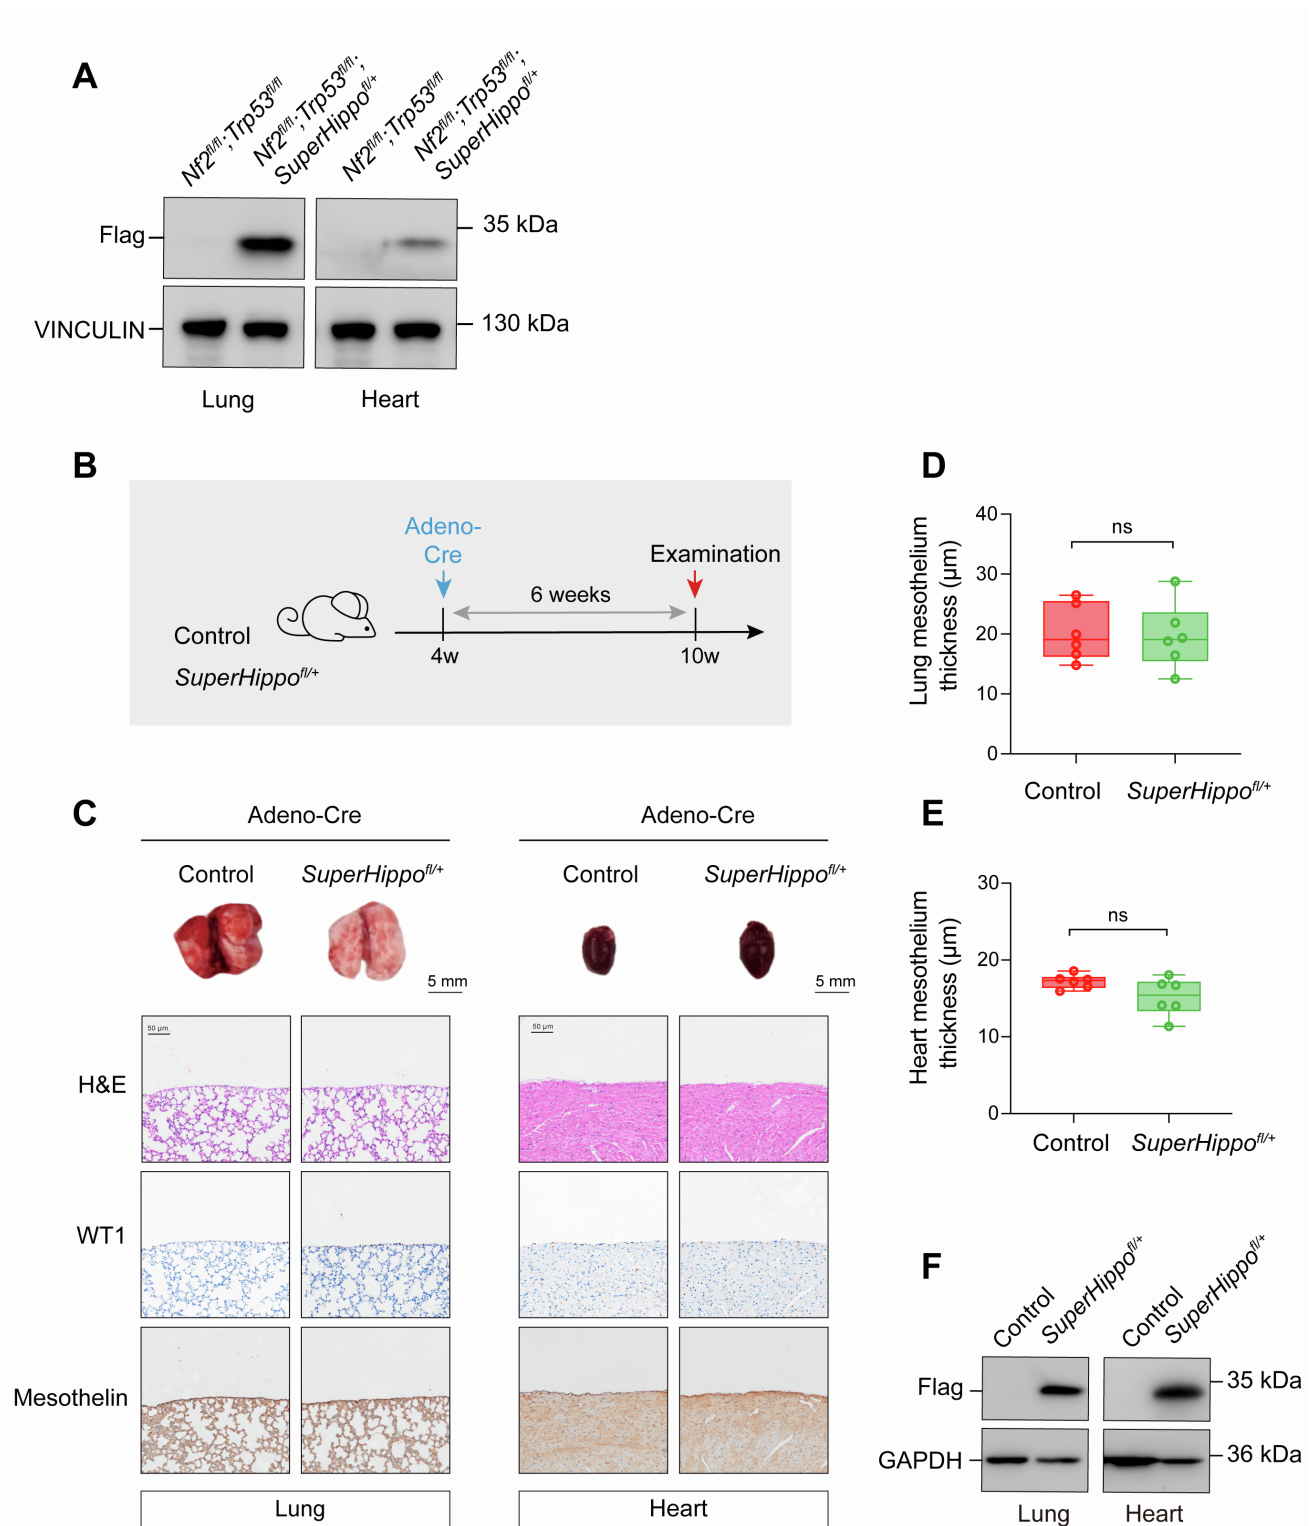 A
Nf2fl/fl;Trp53fl/fl
Nf2fl/fl;Trp53fl/fl;
SuperHippofl/+
Nf2fl/fl;Trp53fl/fl
Nf2fl/fl;Trp53fl/fl;
SuperHippofl/+
Flag
35 kDa
VINCULIN
130 kDa
Lung
Heart
B
Adeno-
Cre
Examination
6 weeks
Control
SuperHippofl/+
4w
10w
D
Lung mesothelium
thickness (μm)
40
30
20
10
0
ns
Control
SuperHippofl/+
C
Adeno-Cre
Adeno-Cre
Control
SuperHippofl/+
Control
SuperHippofl/+
5 mm
5 mm
50 μm
50 μm
H&E
WT1
Mesothelin
Lung
Heart
E
Heart mesothelium
thickness (μm)
30
20
10
0
ns
Control
SuperHippofl/+
F
Control
SuperHippofl/+
Control
SuperHippofl/+
Flag
35 kDa
GAPDH
36 kDa
Lung
Heart